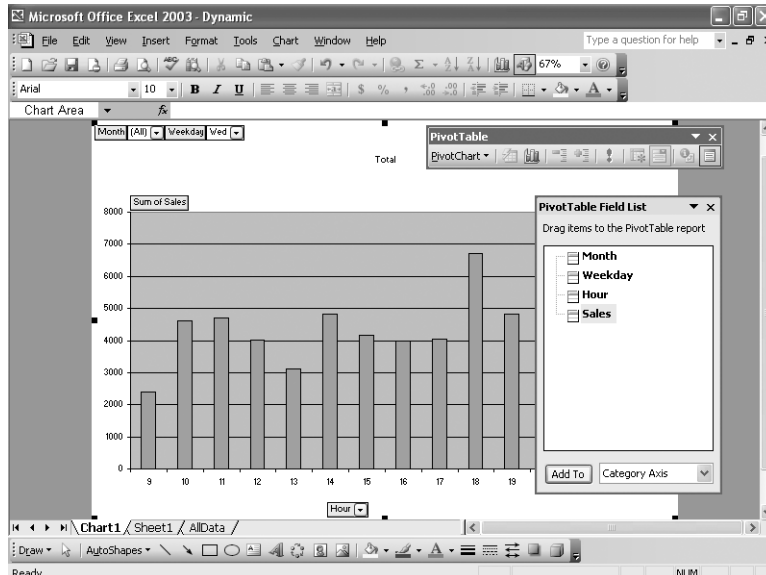 Microsoft Office Excel 2003 - Dynamic
File Edit View Insert Format Tools Chart Window Help Type a question for help
67%
Arial 10 B I U $ % ,
Chart Area fx
Month (All) Weekday Wed
Total
PivotTable
PivotChart
Sum of Sales
8000
7000
6000
5000
4000
3000
2000
1000
0
9 10 11 12 13 14 15 16 17 18 19
Hour
PivotTable Field List
Drag items to the PivotTable report
Month
Weekday
Hour
Sales
Add To Category Axis
Chart1 / Sheet1 / AllData /
Draw AutoShapes
Ready NUM